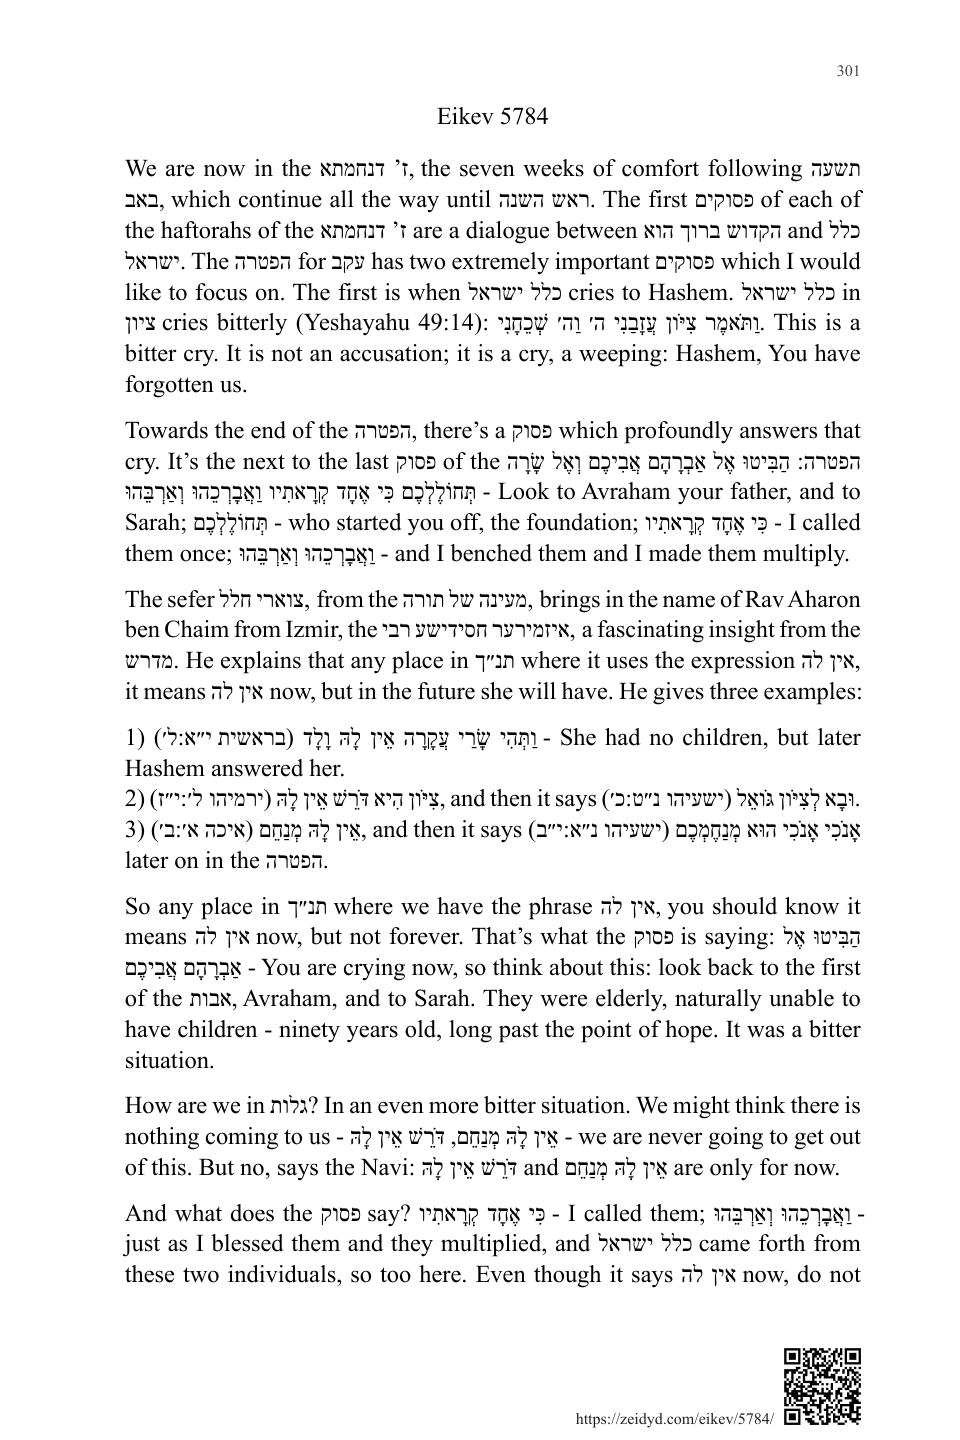 301
Eikev 5784
We are now in the ז’ דנחמתא, the seven weeks of comfort following תשעה
באב, which continue all the way until ראש השנה. The first פסוקים of each of
the haftorahs of the ז’ דנחמתא are a dialogue between הקדוש ברוך הוא and כלל
ישראל. The הפטרה for עקב has two extremely important פסוקים which I would
like to focus on. The first is when כלל ישראל cries to Hashem. כלל ישראל in
ציון cries bitterly (Yeshayahu 49:14): וַתֹּאמֶר צִיּוֹן עֲזָבַנִי ה׳ וַה׳ שְׁכֵחָנִי. This is a
bitter cry. It is not an accusation; it is a cry, a weeping: Hashem, You have
forgotten us.
Towards the end of the הפטרה, there’s a פסוק which profoundly answers that
cry. It’s the next to the last פסוק of the הפטרה: הַבִּיטוּ אֶל אַבְרָהָם אֲבִיכֶם וְאֶל שָׂרָה
תְּחוֹלֶלְכֶם כִּי אֶחָד קְרָאתִיו וַאֲבָרְכֵהוּ וְאַרְבֵּהוּ - Look to Avraham your father, and to
Sarah; תְּחוֹלֶלְכֶם - who started you off, the foundation; כִּי אֶחָד קְרָאתִיו - I called
them once; וַאֲבָרְכֵהוּ וְאַרְבֵּהוּ - and I benched them and I made them multiply.
The sefer צוארי חלל, from the מעינה של תורה, brings in the name of Rav Aharon
ben Chaim from Izmir, the איזמירער חסידישע רבי, a fascinating insight from the
מדרש. He explains that any place in תנ״ך where it uses the expression אין לה,
it means אין לה now, but in the future she will have. He gives three examples:
1) וַתְּהִי שָׂרַי עֲקָרָה אֵין לָהּ וָלָד (בראשית י״א:ל׳) - She had no children, but later
Hashem answered her.
2) צִיּוֹן הִיא דֹּרֵשׁ אֵין לָהּ (ירמיהו ל׳:י״ז), and then it says וּבָא לְצִיּוֹן גּוֹאֵל (ישעיהו נ״ט:כ׳).
3) אֵין לָהּ מְנַחֵם (איכה א׳:ב׳), and then it says אָנֹכִי אָנֹכִי הוּא מְנַחֶמְכֶם (ישעיהו נ״א:י״ב)
later on in the הפטרה.
So any place in תנ״ך where we have the phrase אין לה, you should know it
means אין לה now, but not forever. That’s what the פסוק is saying: הַבִּיטוּ אֶל
אַבְרָהָם אֲבִיכֶם - You are crying now, so think about this: look back to the first
of the אבות, Avraham, and to Sarah. They were elderly, naturally unable to
have children - ninety years old, long past the point of hope. It was a bitter
situation.
How are we in גלות? In an even more bitter situation. We might think there is
nothing coming to us - אֵין לָהּ מְנַחֵם, דֹּרֵשׁ אֵין לָהּ - we are never going to get out
of this. But no, says the Navi: דֹּרֵשׁ אֵין לָהּ and אֵין לָהּ מְנַחֵם are only for now.
And what does the פסוק say? כִּי אֶחָד קְרָאתִיו - I called them; וַאֲבָרְכֵהוּ וְאַרְבֵּהוּ -
just as I blessed them and they multiplied, and כלל ישראל came forth from
these two individuals, so too here. Even though it says אין לה now, do not
https://zeidyd.com/eikev/5784/